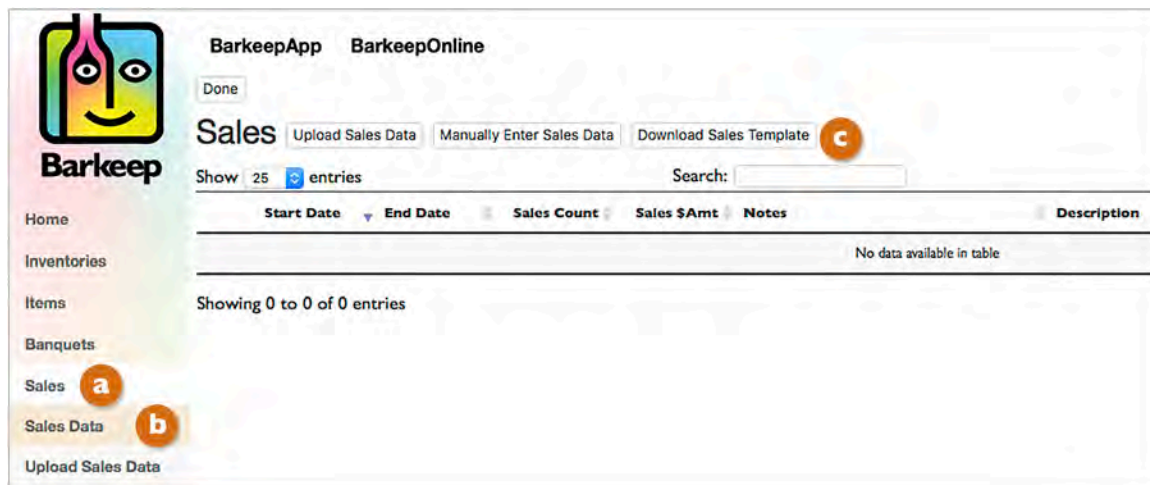 BarkeepApp BarkeepOnline
Done
Sales Upload Sales Data Manually Enter Sales Data Download Sales Template c
Barkeep
Show 25 entries Search:
Start Date End Date Sales Count Sales $Amt Notes Description
No data available in table
Showing 0 to 0 of 0 entries
Home
Inventories
Items
Banquets
Sales a
Sales Data b
Upload Sales Data